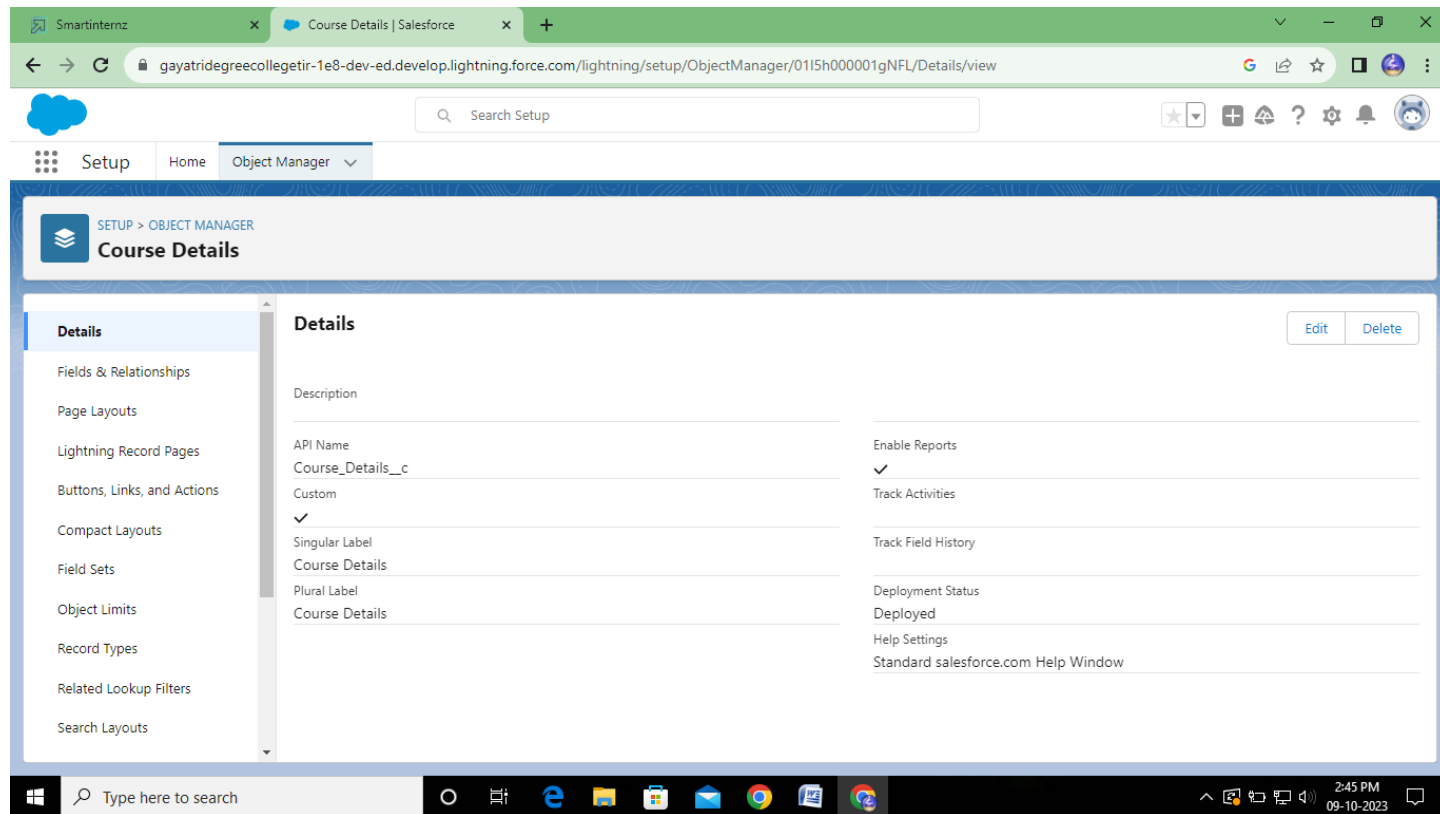 Smartinternz
Course Details | Salesforce
gayatridegreecollegetir-1e8-dev-ed.develop.lightning.force.com/lightning/setup/ObjectManager/01I5h000001gNFL/Details/view
Search Setup
Setup Home Object Manager
SETUP > OBJECT MANAGER
Course Details
Details
Fields & Relationships
Page Layouts
Lightning Record Pages
Buttons, Links, and Actions
Compact Layouts
Field Sets
Object Limits
Record Types
Related Lookup Filters
Search Layouts
Details
Edit Delete
Description
API Name
Course_Details__c
Custom
Singular Label
Course Details
Plural Label
Course Details
Enable Reports
Track Activities
Track Field History
Deployment Status
Deployed
Help Settings
Standard salesforce.com Help Window
Type here to search
2:45 PM
09-10-2023